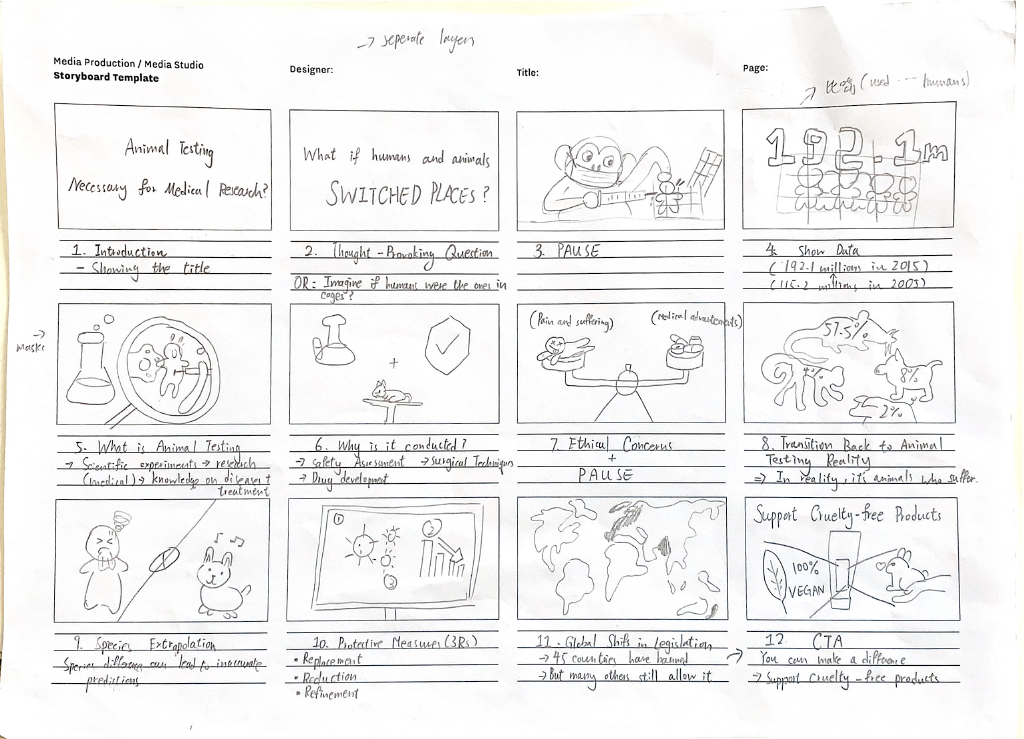 → seperate layers
Media Production / Media Studio
Storyboard Template
Designer:
Title:
Page:
→ 比喻 (used --- humans)
Animal Testing
Necessary for Medical Research?
What if humans and animals
SWITCHED PLACES?
192.1m
1. Introduction
- Showing the title
2. Thought-Provoking Question
OR: Imagine if humans were the ones in
cages?
3. PAUSE
4. Show Data
(192.1 millions in 2015)
↑
(115.2 millions in 2005)
(Pain and suffering)
(Medical advancements)
57.5%
4%
8%
2%
5. What is Animal Testing
→ Scientific experiments → research
(medical) → knowledge on disease +
treatment
6. Why is it conducted?
→ Safety Assessment → Surgical Techniques
→ Drug development
7. Ethical Concerns
+
PAUSE
8. Transition Back to Animal
Testing Reality
⇒ In reality, it's animals who suffer.
①
②
③
Support Cruelty-free Products
100%
VEGAN
9. Species Extrapolation
Species difference can lead to inaccurate
predictions
10. Protective Measures (3Rs)
• Replacement
• Reduction
• Refinement
11. Global Shifts in Legislation
→ 45 countries have banned
→ But many others still allow it
12. CTA
You can make a difference
→ Support Cruelty-free products